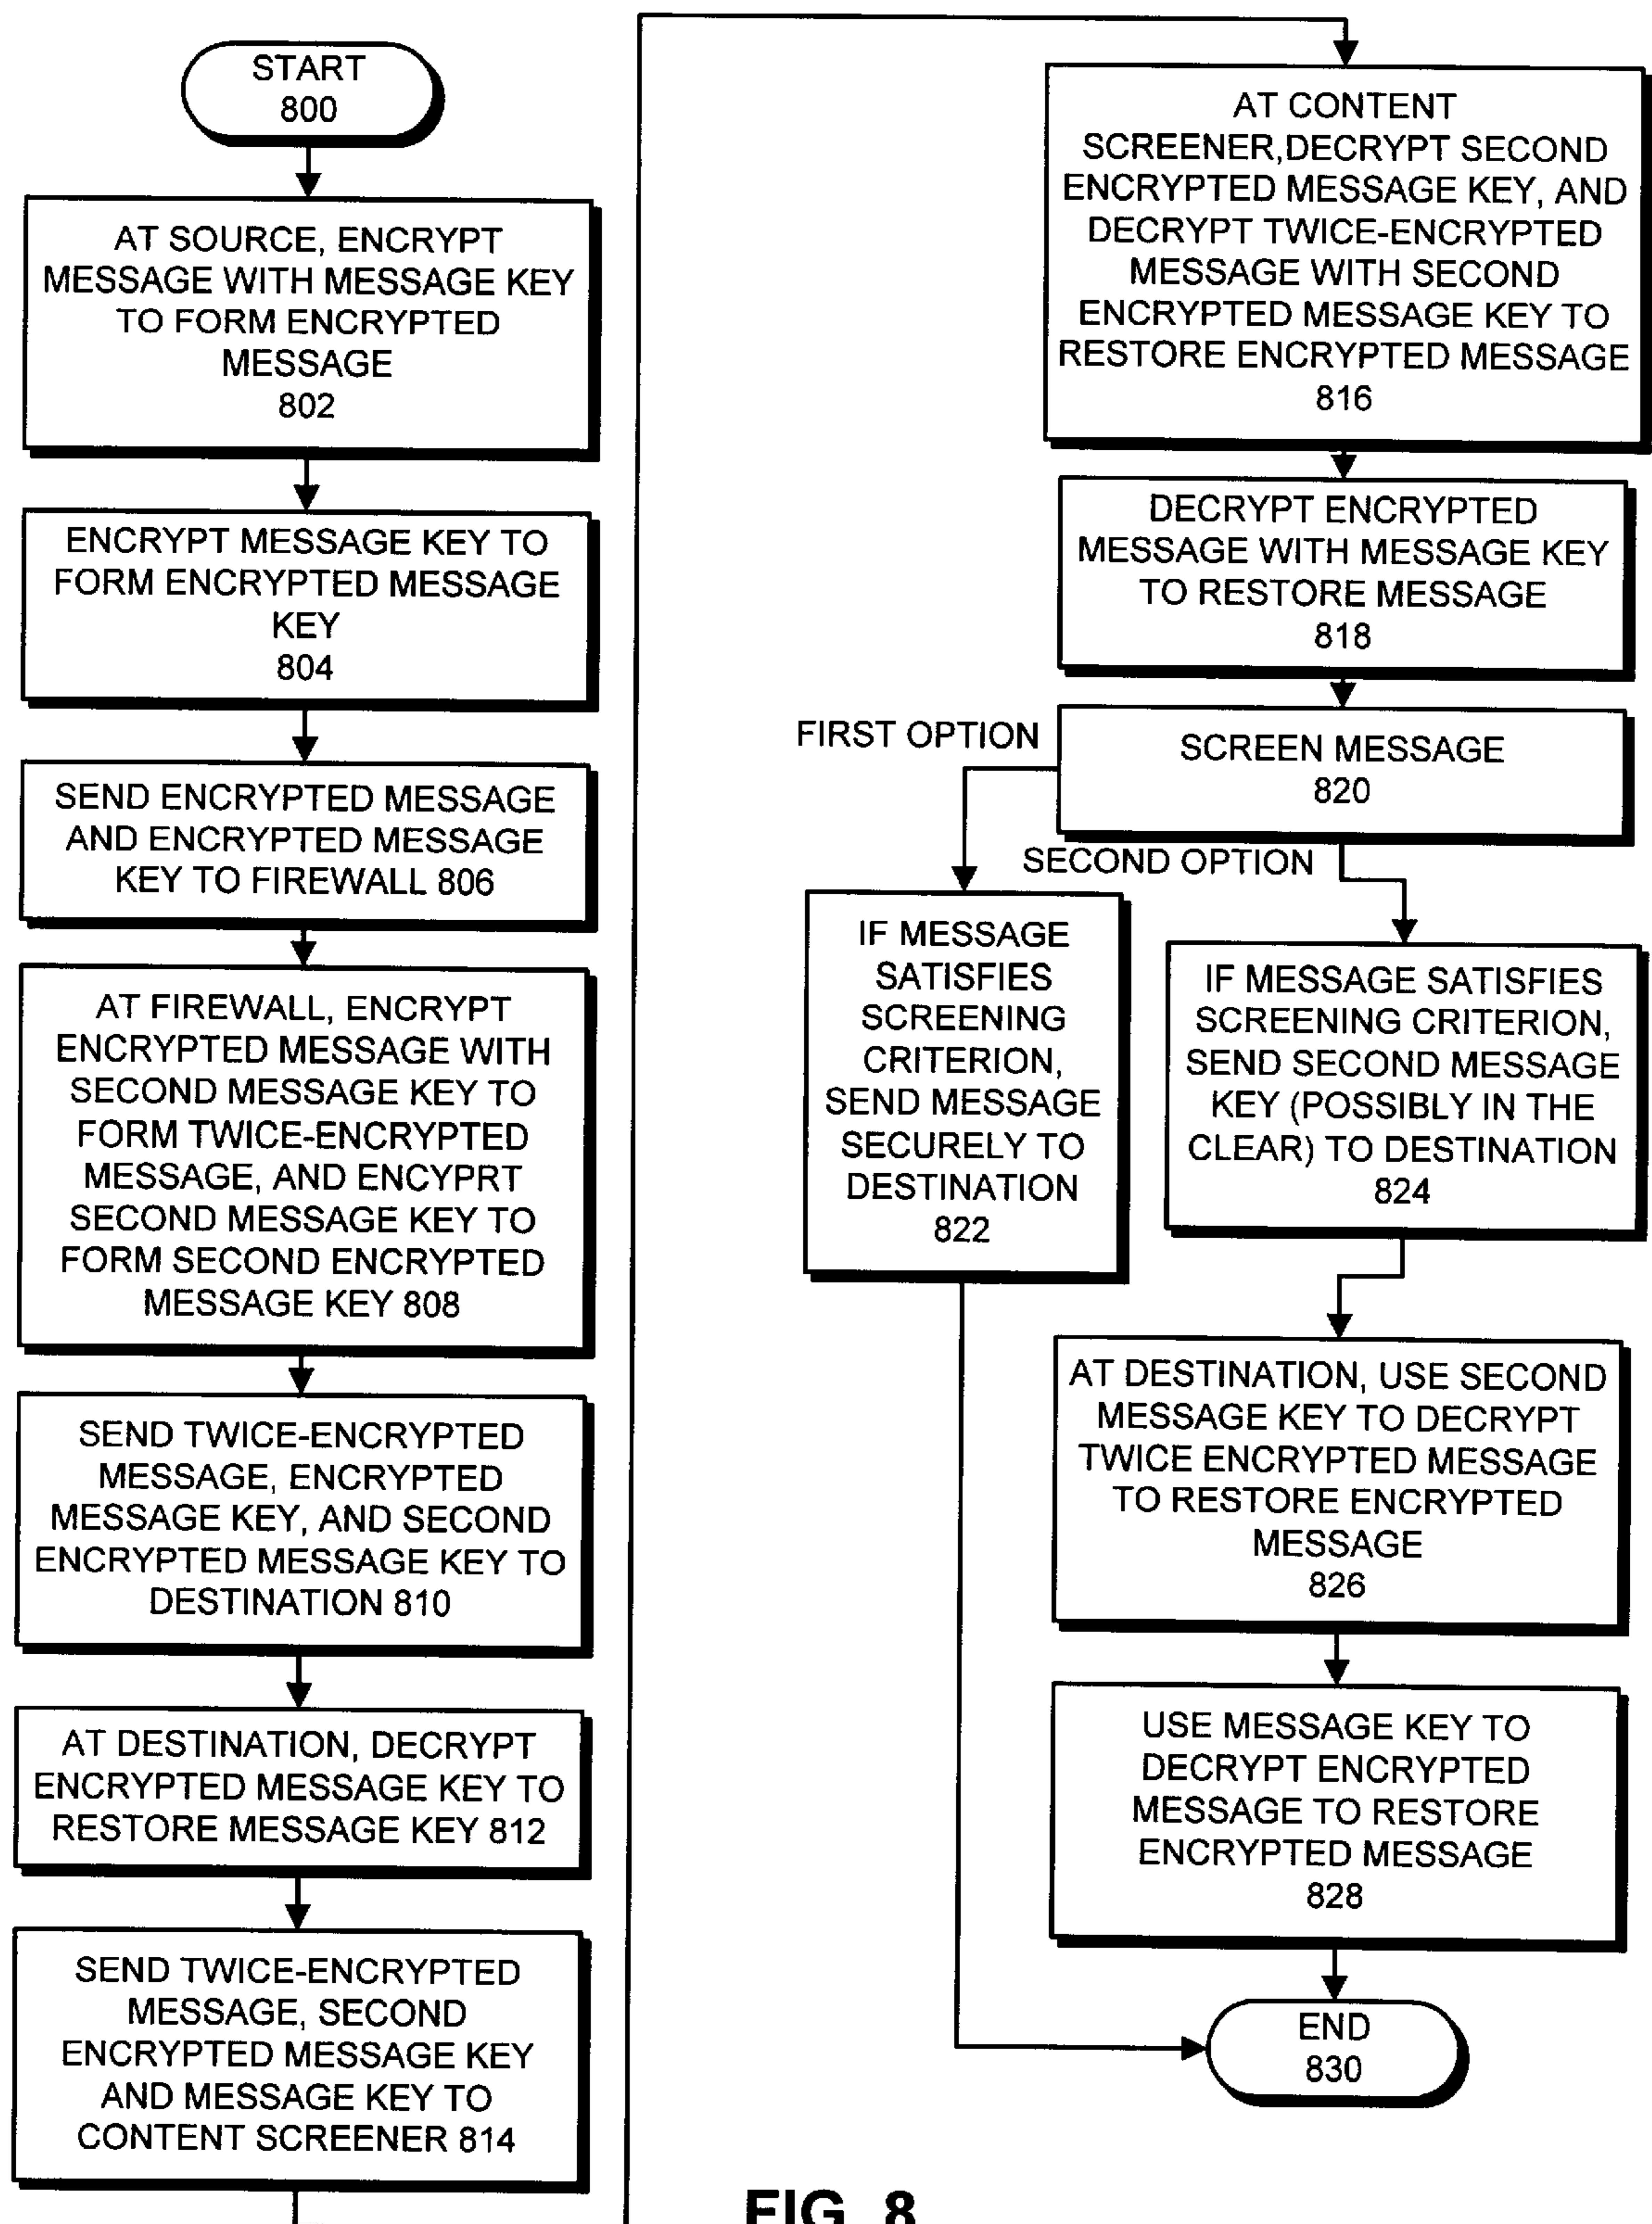 START
800
AT SOURCE, ENCRYPT
MESSAGE WITH MESSAGE KEY
TO FORM ENCRYPTED
MESSAGE
802
ENCRYPT MESSAGE KEY TO
FORM ENCRYPTED MESSAGE
KEY
804
SEND ENCRYPTED MESSAGE
AND ENCRYPTED MESSAGE
KEY TO FIREWALL 806
AT FIREWALL, ENCRYPT
ENCRYPTED MESSAGE WITH
SECOND MESSAGE KEY TO
FORM TWICE-ENCRYPTED
MESSAGE, AND ENCYPRT
SECOND MESSAGE KEY TO
FORM SECOND ENCRYPTED
MESSAGE KEY 808
SEND TWICE-ENCRYPTED
MESSAGE, ENCRYPTED
MESSAGE KEY, AND SECOND
ENCRYPTED MESSAGE KEY TO
DESTINATION 810
AT DESTINATION, DECRYPT
ENCRYPTED MESSAGE KEY TO
RESTORE MESSAGE KEY 812
SEND TWICE-ENCRYPTED
MESSAGE, SECOND
ENCRYPTED MESSAGE KEY
AND MESSAGE KEY TO
CONTENT SCREENER 814
AT CONTENT
SCREENER,DECRYPT SECOND
ENCRYPTED MESSAGE KEY, AND
DECRYPT TWICE-ENCRYPTED
MESSAGE WITH SECOND
ENCRYPTED MESSAGE KEY TO
RESTORE ENCRYPTED MESSAGE
816
DECRYPT ENCRYPTED
MESSAGE WITH MESSAGE KEY
TO RESTORE MESSAGE
818
FIRST OPTION
SCREEN MESSAGE
820
SECOND OPTION
IF MESSAGE
SATISFIES
SCREENING
CRITERION,
SEND MESSAGE
SECURELY TO
DESTINATION
822
IF MESSAGE SATISFIES
SCREENING CRITERION,
SEND SECOND MESSAGE
KEY (POSSIBLY IN THE
CLEAR) TO DESTINATION
824
AT DESTINATION, USE SECOND
MESSAGE KEY TO DECRYPT
TWICE ENCRYPTED MESSAGE
TO RESTORE ENCRYPTED
MESSAGE
826
USE MESSAGE KEY TO
DECRYPT ENCRYPTED
MESSAGE TO RESTORE
ENCRYPTED MESSAGE
828
END
830
FIG. 8